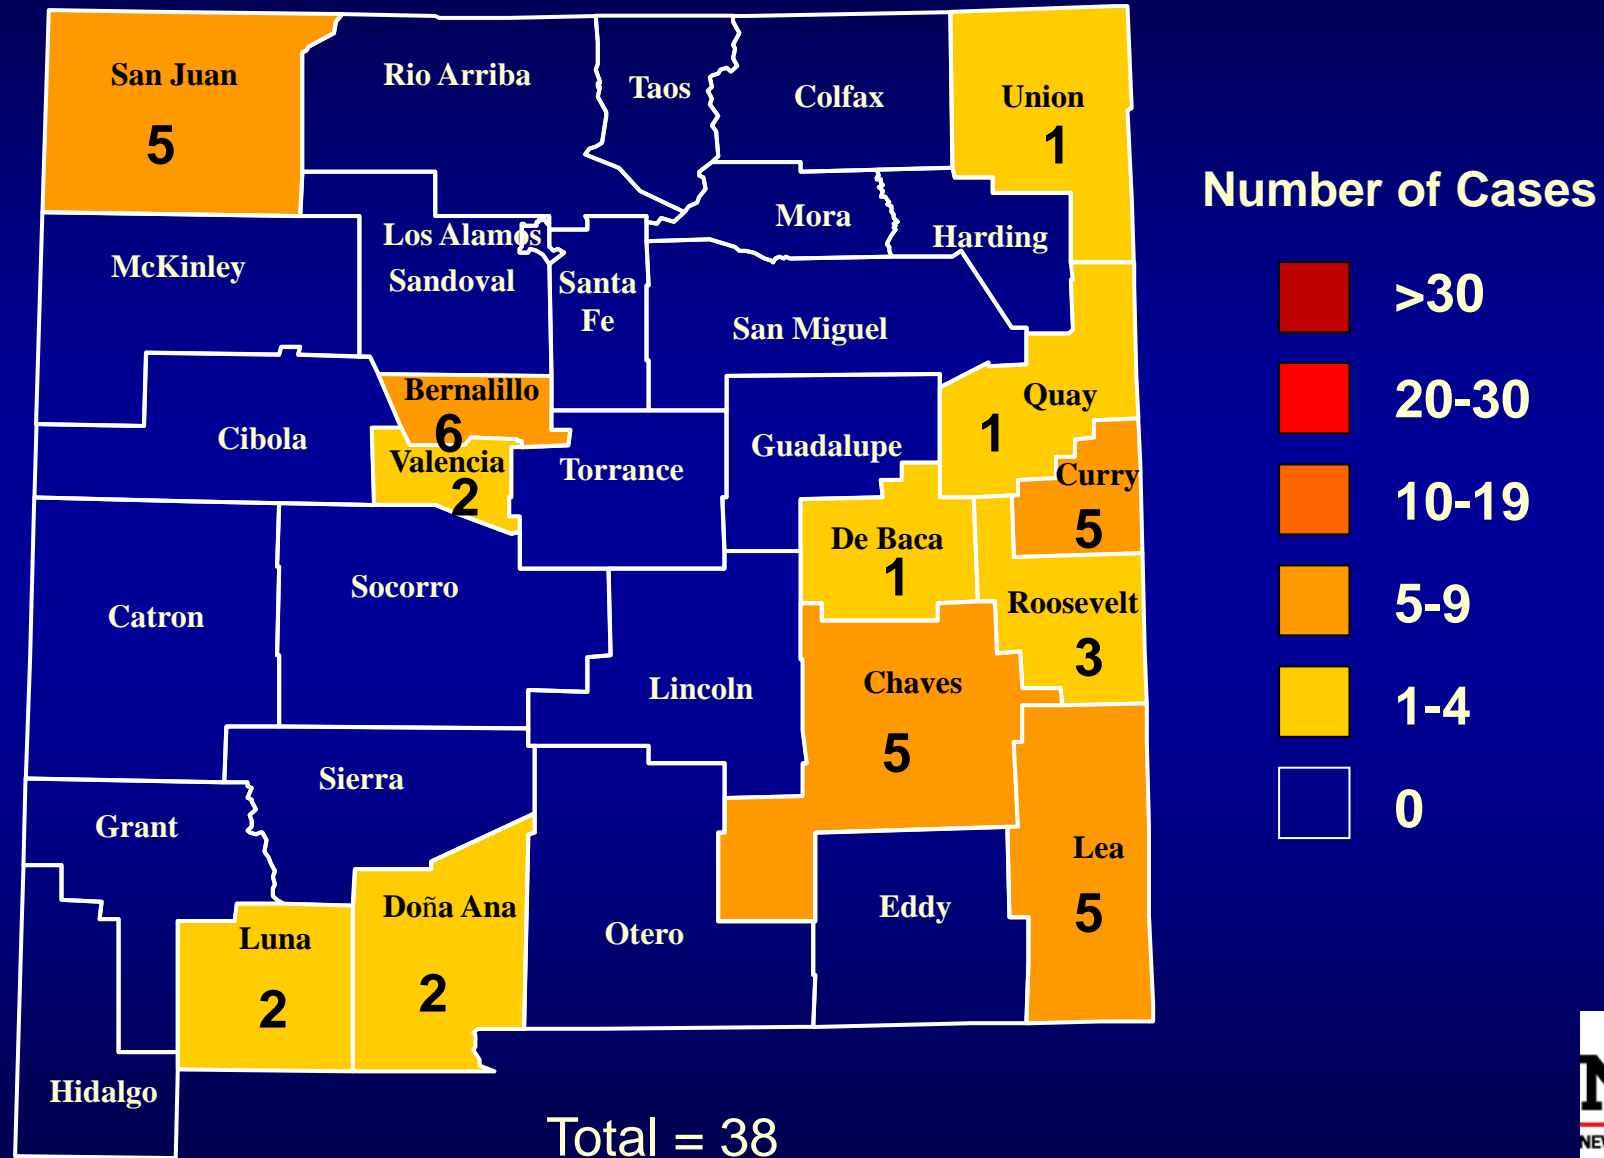 San Juan
5
Rio Arriba
Taos
Colfax
Union
1
Number of Cases
>30
20-30
10-19
5-9
1-4
0
McKinley
Los Alamos
Sandoval
Santa
Fe
Mora
Harding
San Miguel
Bernalillo
6
Cibola
Valencia
2
Torrance
Guadalupe
Quay
1
Curry
5
De Baca
1
Roosevelt
3
Catron
Socorro
Lincoln
Chaves
5
Sierra
Grant
Lea
5
Luna
2
Doña Ana
2
Otero
Eddy
Hidalgo
Total = 38